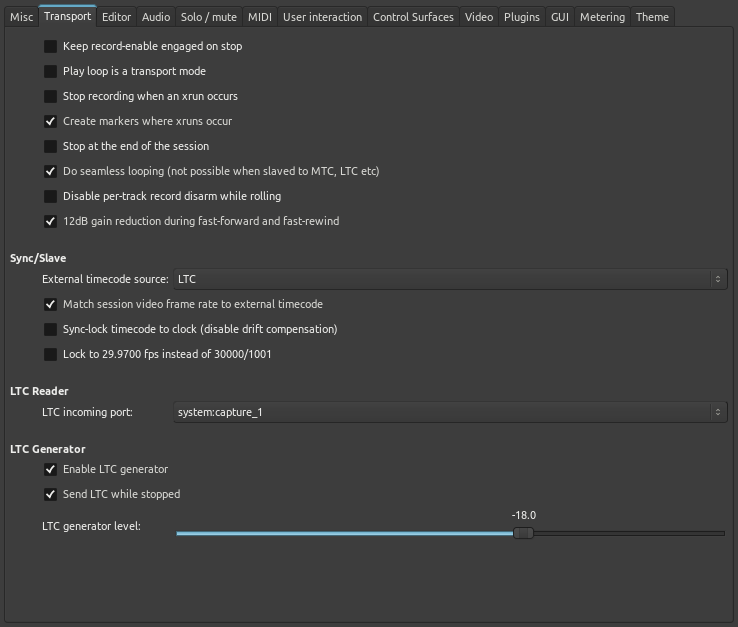 Misc Transport Editor Audio Solo / mute MIDI User interaction Control Surfaces Video Plugins GUI Metering Theme
Keep record-enable engaged on stop
Play loop is a transport mode
Stop recording when an xrun occurs
Create markers where xruns occur
Stop at the end of the session
Do seamless looping (not possible when slaved to MTC, LTC etc)
Disable per-track record disarm while rolling
12dB gain reduction during fast-forward and fast-rewind
Sync/Slave
External timecode source: LTC
Match session video frame rate to external timecode
Sync-lock timecode to clock (disable drift compensation)
Lock to 29.9700 fps instead of 30000/1001
LTC Reader
LTC incoming port: system:capture_1
LTC Generator
Enable LTC generator
Send LTC while stopped
-18.0
LTC generator level: